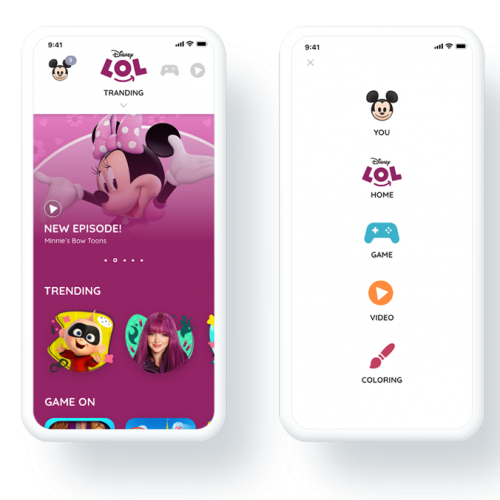 9:41
Disney
LOL
TRANDING
NEW EPISODE!
Minnie's Bow Toons
TRENDING
GAME ON
9:41
YOU
Disney
LOL
HOME
GAME
VIDEO
COLORING